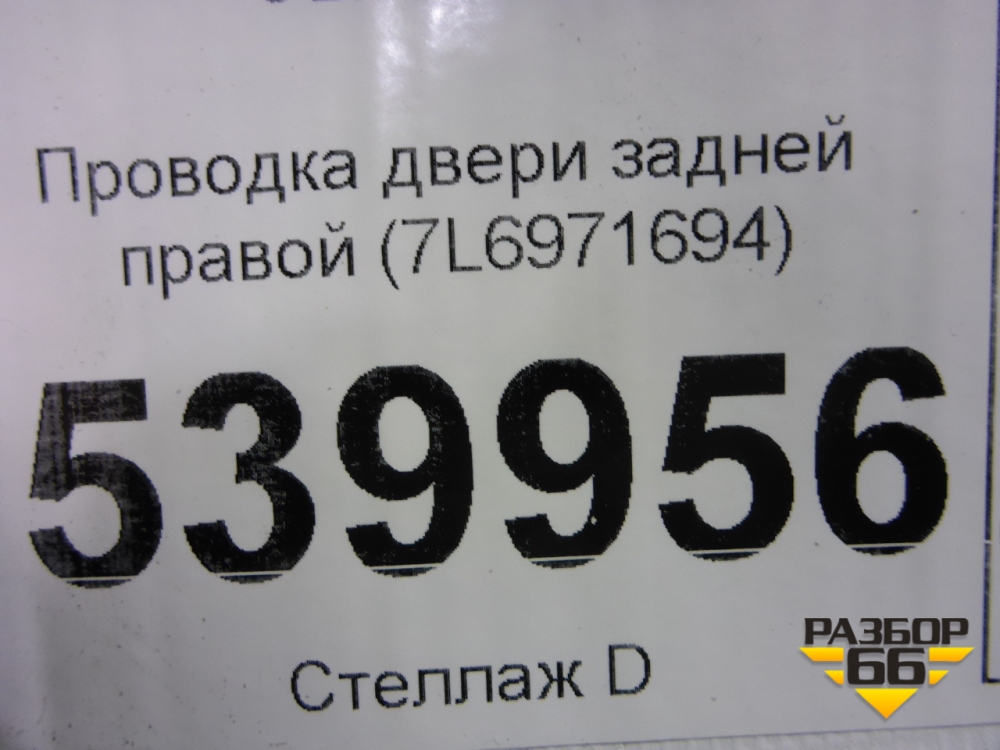 Проводка двери задней
правой (7L6971694)
539956
Стеллаж D
РАЗБОР
66